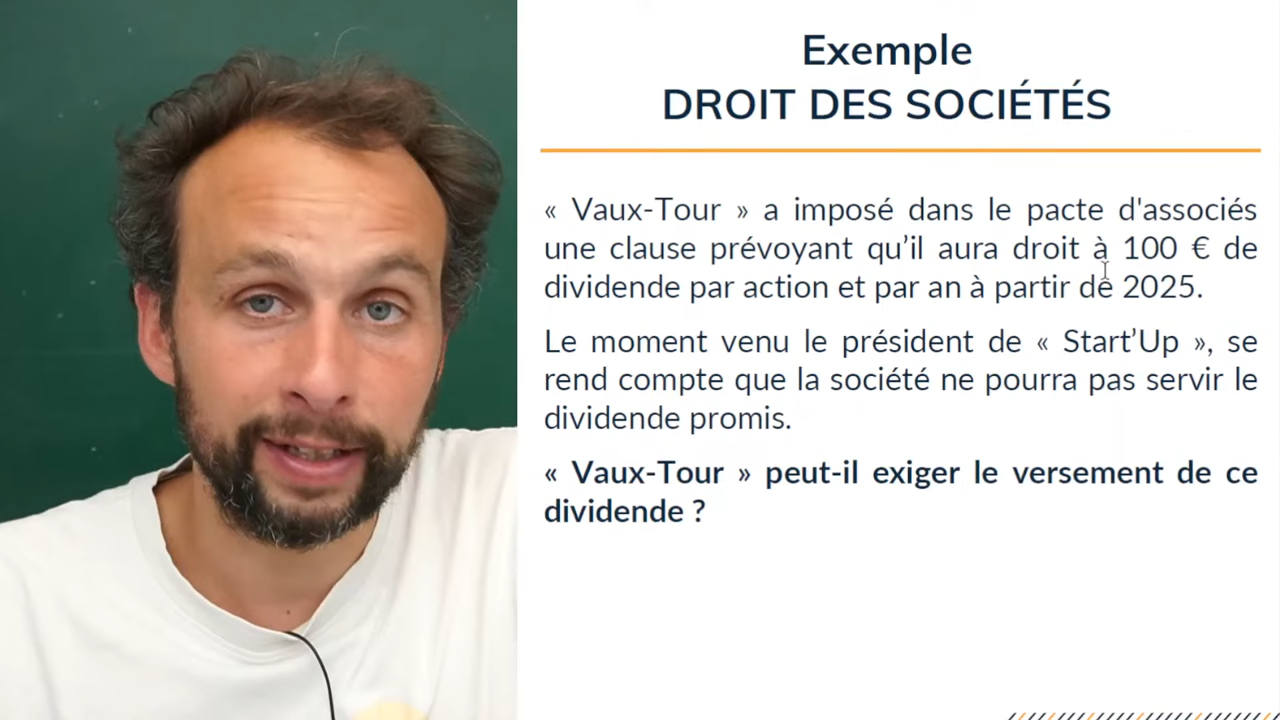 Exemple
DROIT DES SOCIÉTÉS
« Vaux-Tour » a imposé dans le pacte d'associés
une clause prévoyant qu’il aura droit à 100 € de
dividende par action et par an à partir de 2025.
Le moment venu le président de « Start’Up », se
rend compte que la société ne pourra pas servir le
dividende promis.
« Vaux-Tour » peut-il exiger le versement de ce
dividende ?